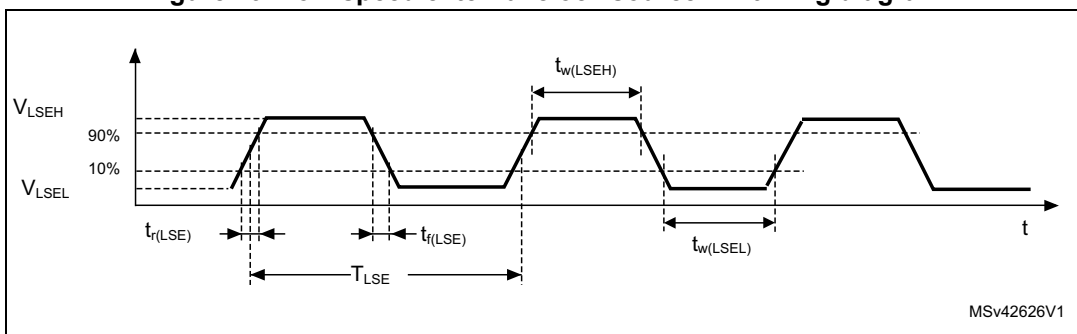 t_w(LSEH)
V_LSEH
90%
10%
V_LSEL
t_r(LSE)
t_f(LSE)
t
T_LSE
t_w(LSEL)
MSv42626V1